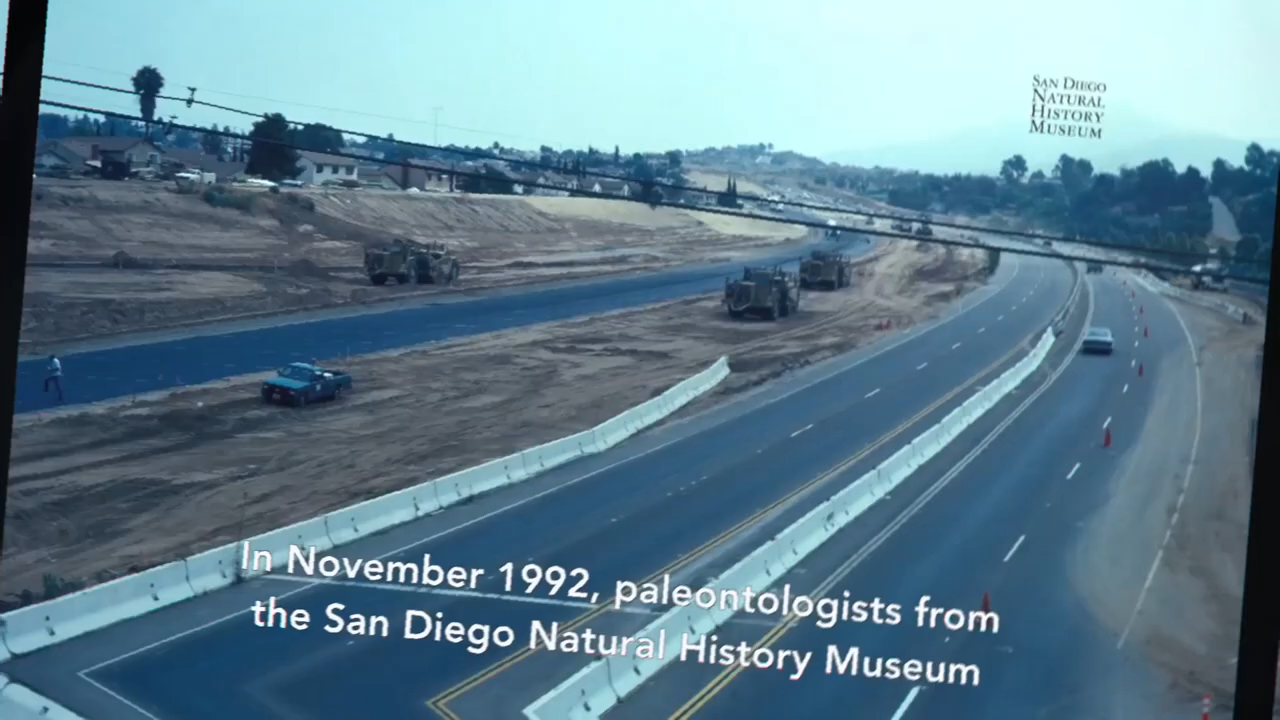 San Diego
Natural
History
Museum
In November 1992, paleontologists from
the San Diego Natural History Museum